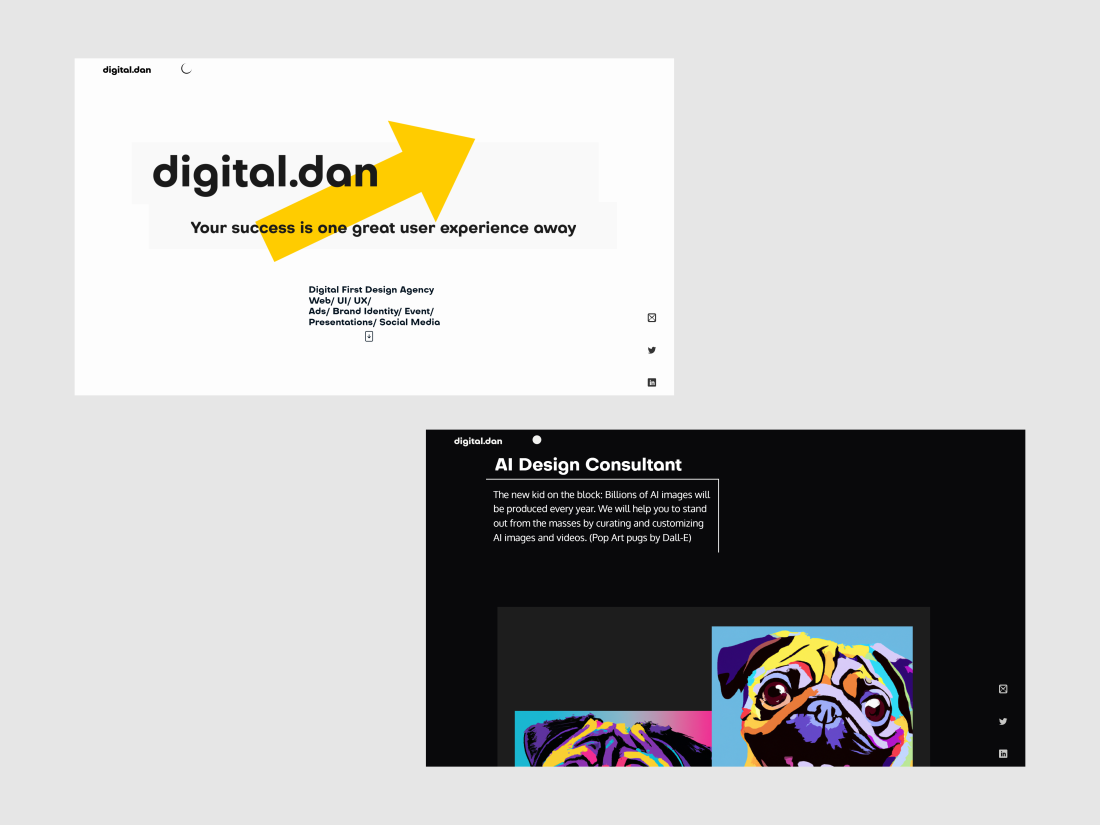 digital.dan
digital.dan
Your success is one great user experience away
Digital First Design Agency
Web/ UI/ UX/
Ads/ Brand Identity/ Event/
Presentations/ Social Media
in
digital.dan
AI Design Consultant
The new kid on the block: Billions of AI images will
be produced every year. We will help you to stand
out from the masses by curating and customizing
AI images and videos. (Pop Art pugs by Dall-E)
in